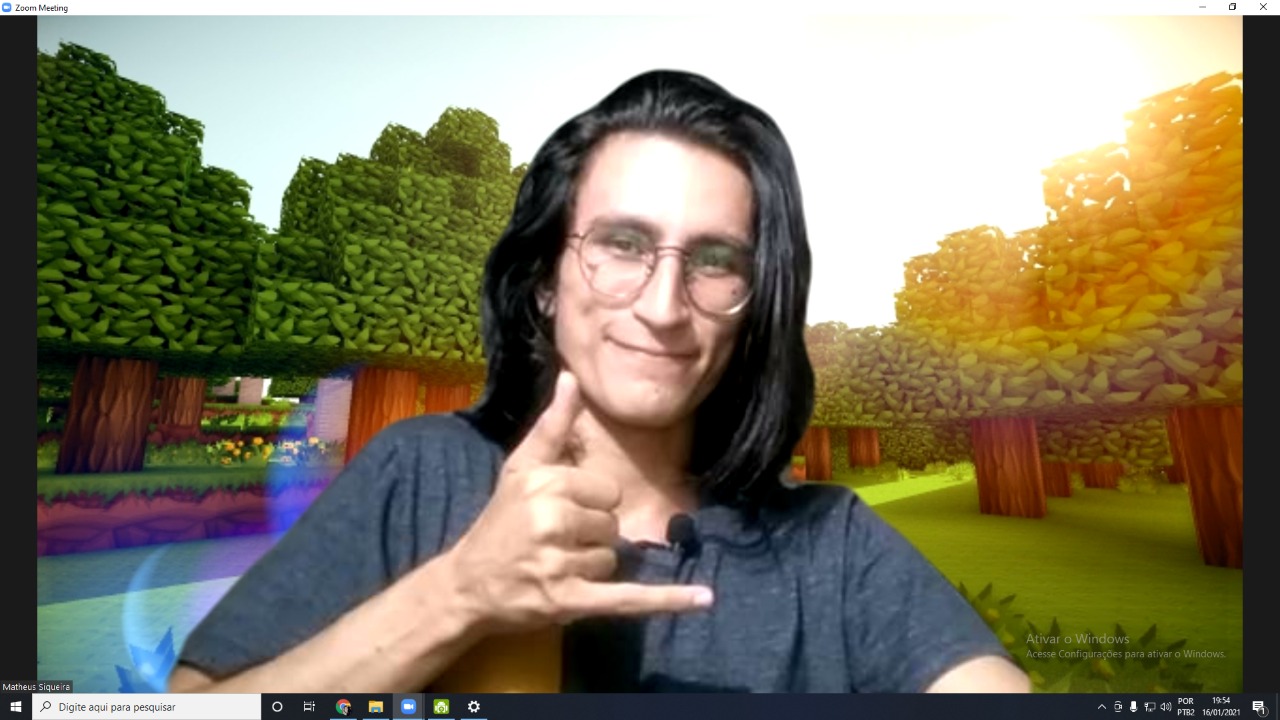 Zoom Meeting
Ativar o Windows
Acesse Configurações para ativar o Windows.
Matheus Siqueira
Digite aqui para pesquisar
POR
PTB2
19:54
16/01/2021
1